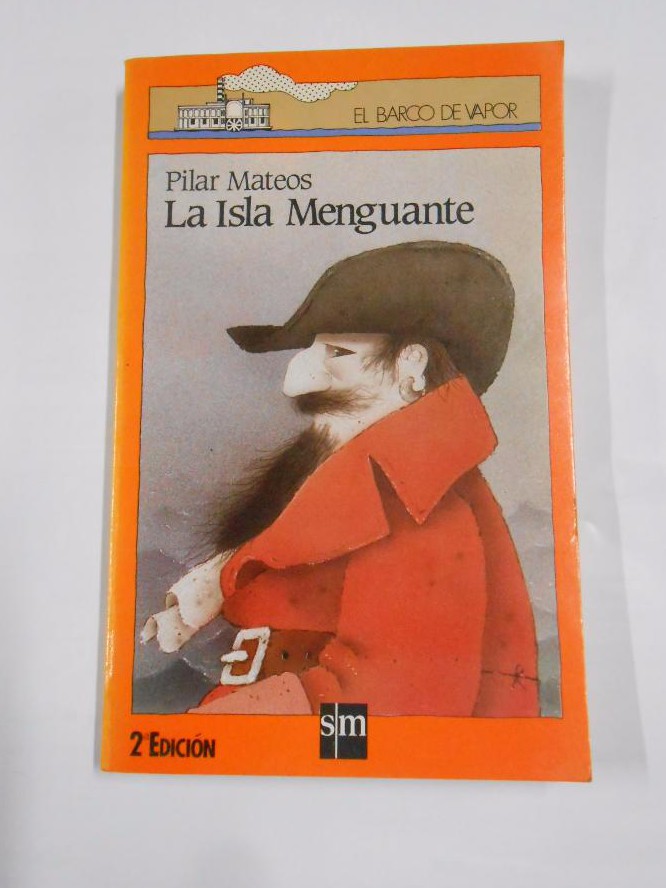 EL BARCO DE VAPOR
Pilar Mateos
La Isla Menguante
sm
2ª EDICIÓN